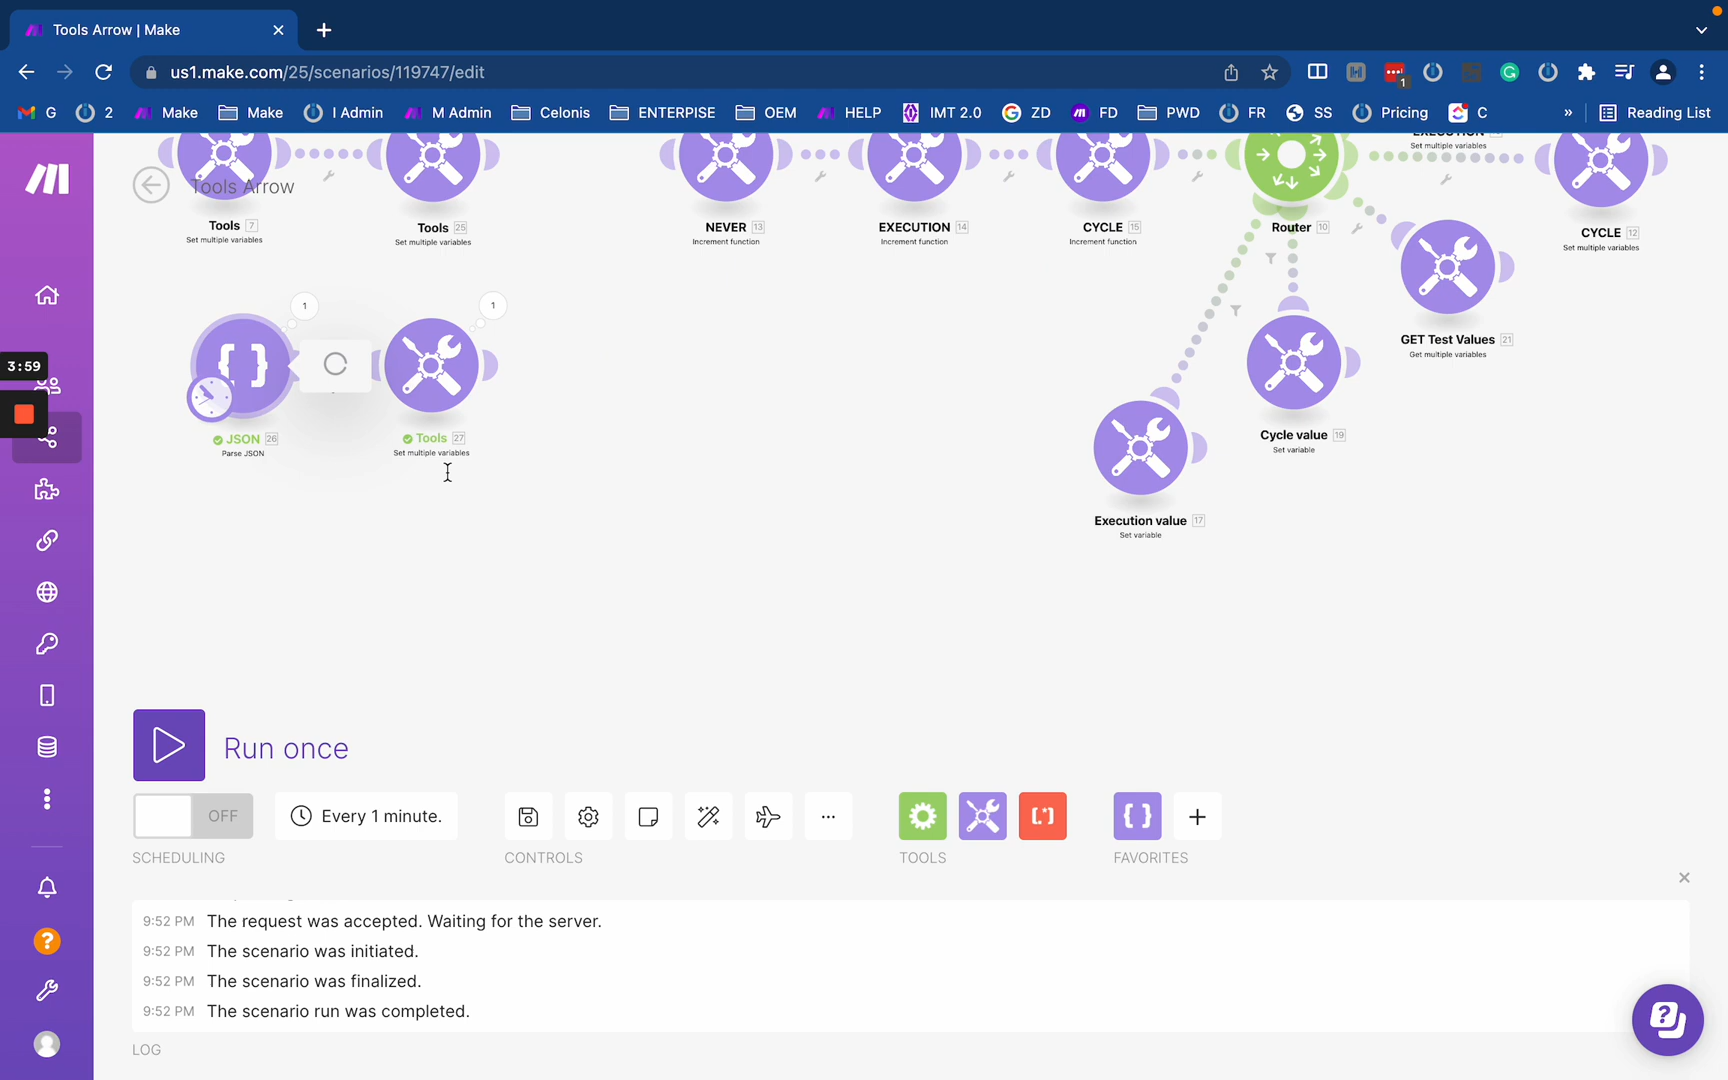 Tools Arrow | Make
us1.make.com/25/scenarios/119747/edit
1
G
2
Make
Make
I Admin
M Admin
Celonis
ENTERPISE
OEM
HELP
IMT 2.0
ZD
FD
PWD
FR
SS
Pricing
C
»
Reading List
Tools Arrow
Tools 7
Set multiple variables
Tools 25
Set multiple variables
NEVER 13
Increment function
EXECUTION 14
Increment function
CYCLE 15
Increment function
Router 10
EXECUTION
Set multiple variables
CYCLE 12
Set multiple variables
GET Test Values 21
Get multiple variables
Cycle value 19
Set variable
Execution value 17
Set variable
1
1
JSON 26
Parse JSON
Tools 27
Set multiple variables
3:59
Run once
OFF
Every 1 minute.
SCHEDULING
CONTROLS
TOOLS
FAVORITES
9:52 PM The request was accepted. Waiting for the server.
9:52 PM The scenario was initiated.
9:52 PM The scenario was finalized.
9:52 PM The scenario run was completed.
LOG